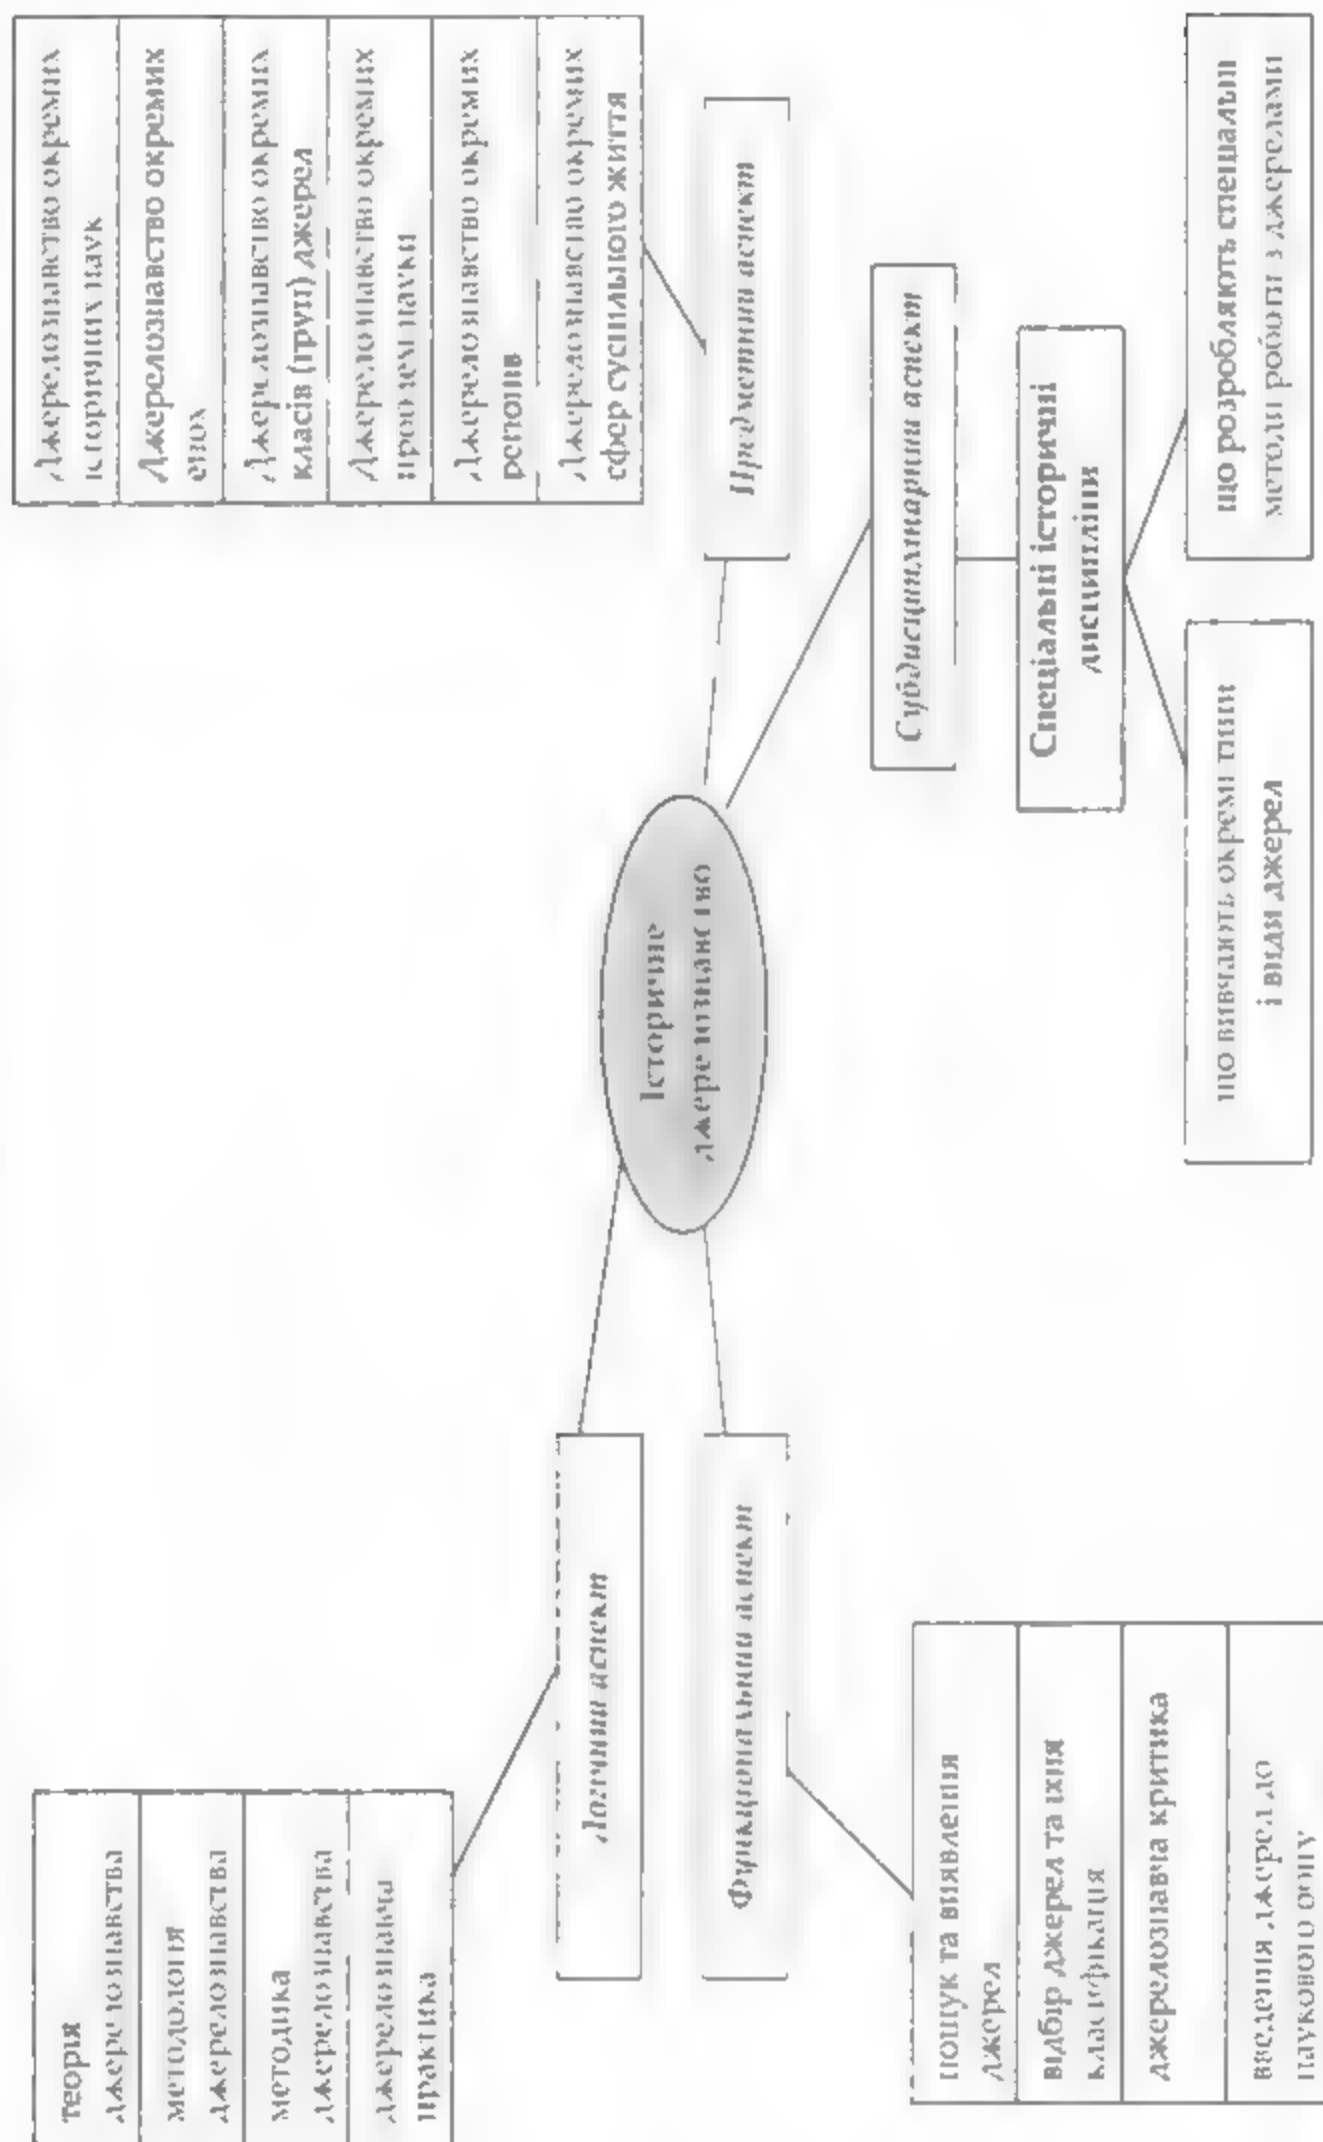 теорія
джерелознавства
методологія
джерелознавства
методика
джерелознавства
джерелознавча
практика
Логічний аспект
Джерелознавство окремих
історичних наук
Джерелознавство окремих
епох
Джерелознавство окремих
класів (груп) джерел
Джерелознавство окремих
проблем науки
Джерелознавство окремих
регіонів
Джерелознавство окремих
сфер суспільного життя
Предметний аспект
Історичне
джерелознавство
Функціональний аспект
пошук та виявлення
джерел
відбір джерел та їхня
класифікація
джерелознавча критика
введення джерел до
наукового обігу
Субдисциплінарний аспект
Спеціальні історичні
дисципліни
що вивчають окремі типи
і види джерел
що розробляють спеціальні
методи роботи з джерелами